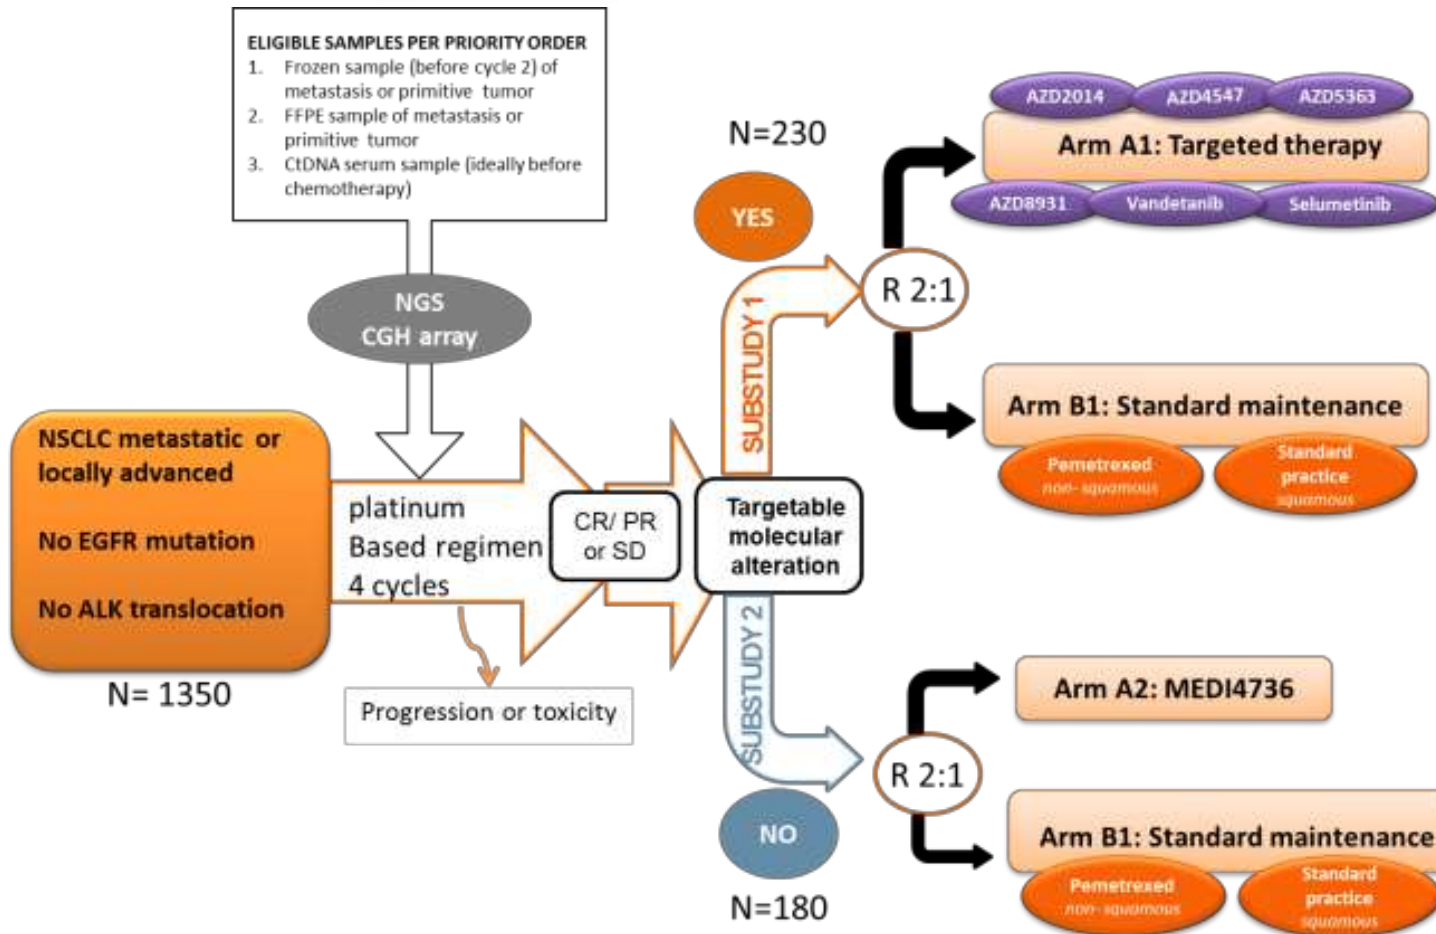 ELIGIBLE SAMPLES PER PRIORITY ORDER
1. Frozen sample (before cycle 2) of
metastasis or primitive tumor
2. FFPE sample of metastasis or
primitive tumor
3. CtDNA serum sample (ideally before
chemotherapy)
NGS
CGH array
NSCLC metastatic or
locally advanced
No EGFR mutation
No ALK translocation
N= 1350
platinum
Based regimen
4 cycles
Progression or toxicity
CR/ PR
or SD
Targetable
molecular
alteration
N=230
YES
SUBSTUDY 1
R 2:1
AZD2014
AZD4547
AZD5363
Arm A1: Targeted therapy
AZD8931
Vandetanib
Selumetinib
Arm B1: Standard maintenance
Pemetrexed
non-squamous
Standard
practice
squamous
SUBSTUDY 2
NO
N=180
R 2:1
Arm A2: MEDI4736
Arm B1: Standard maintenance
Pemetrexed
non-squamous
Standard
practice
squamous